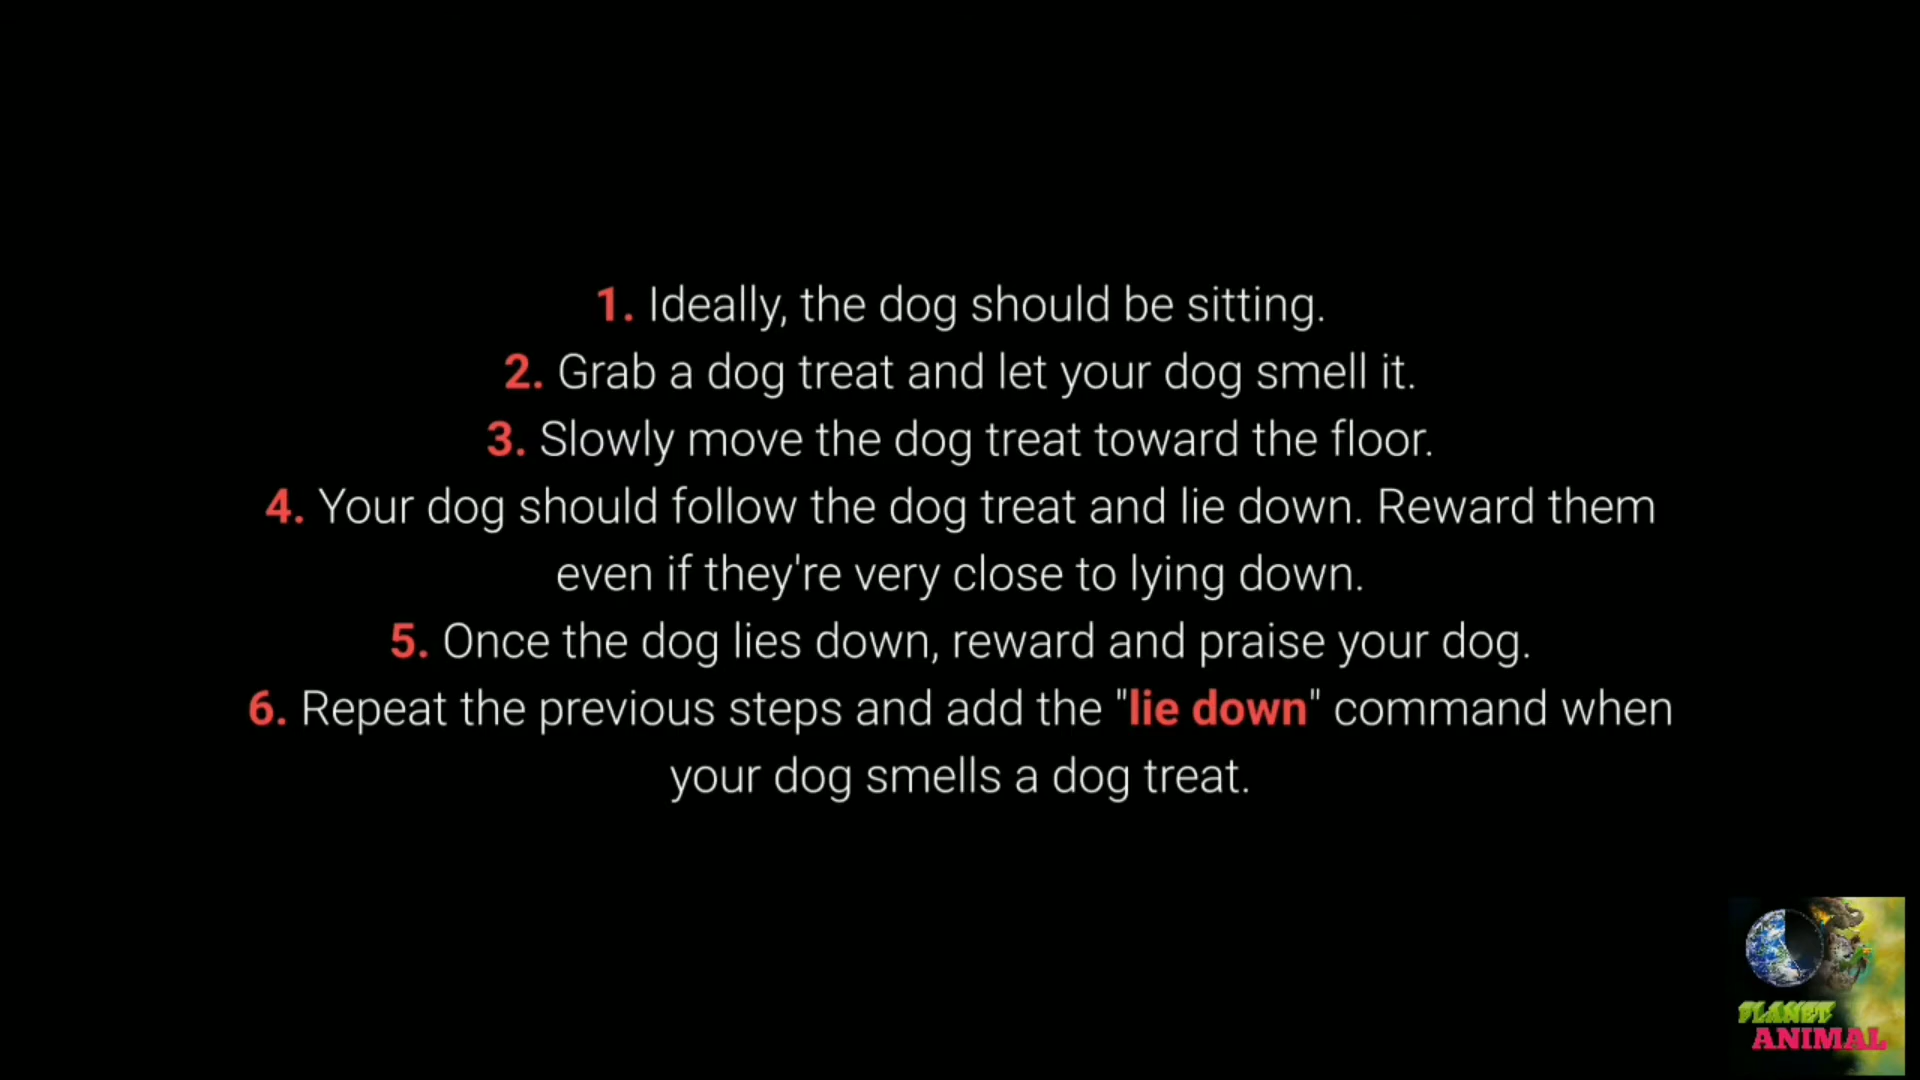 1. Ideally, the dog should be sitting.
2. Grab a dog treat and let your dog smell it.
3. Slowly move the dog treat toward the floor.
4. Your dog should follow the dog treat and lie down. Reward them
even if they're very close to lying down.
5. Once the dog lies down, reward and praise your dog.
6. Repeat the previous steps and add the "lie down" command when
your dog smells a dog treat.
PLANET
ANIMAL